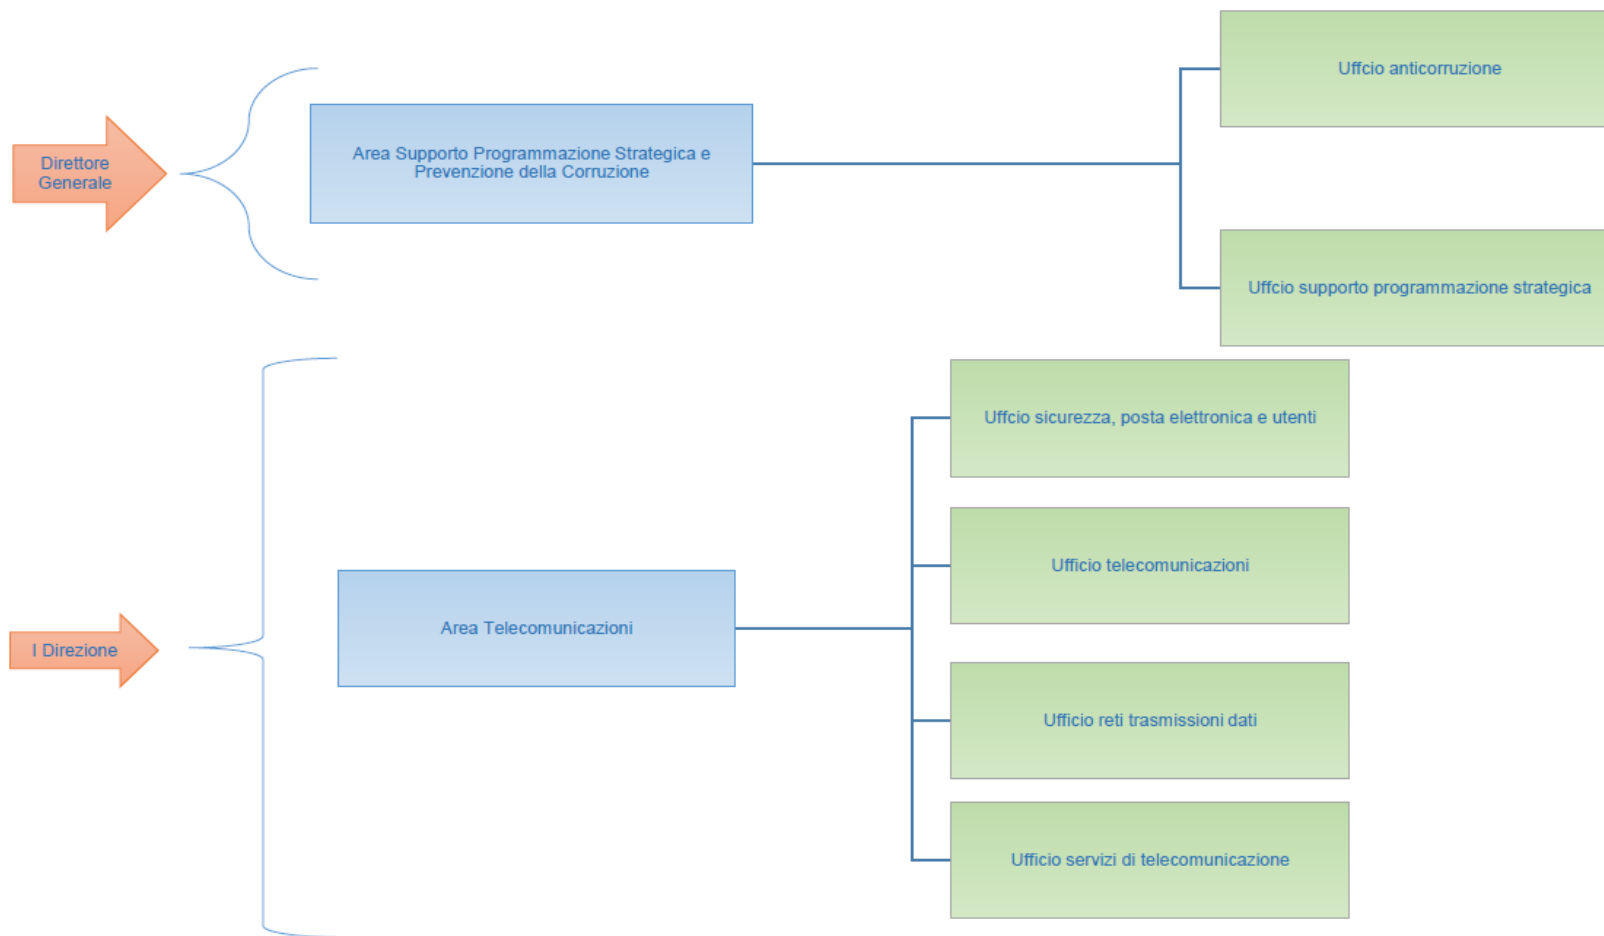 Direttore
Generale
Area Supporto Programmazione Strategica e
Prevenzione della Corruzione
Uffcio anticorruzione
Uffcio supporto programmazione strategica
I Direzione
Area Telecomunicazioni
Uffcio sicurezza, posta elettronica e utenti
Ufficio telecomunicazioni
Ufficio reti trasmissioni dati
Ufficio servizi di telecomunicazione